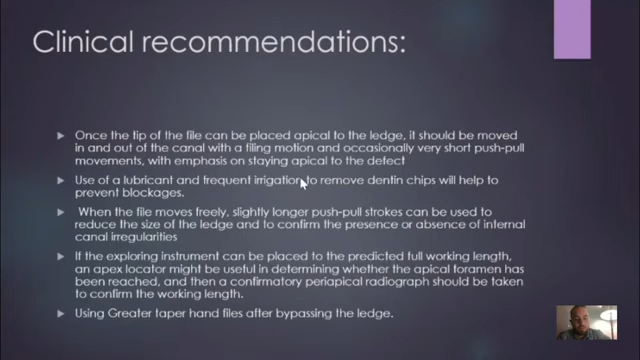 Clinical recommendations:
Once the tip of the file can be placed apical to the ledge, it should be moved
in and out of the canal with a filing motion and occasionally very short push-pull
movements, with emphasis on staying apical to the defect
Use of a lubricant and frequent irrigation to remove dentin chips will help to
prevent blockages.
When the file moves freely, slightly longer push-pull strokes can be used to
reduce the size of the ledge and to confirm the presence or absence of internal
canal irregularities
If the exploring instrument can be placed to the predicted full working length,
an apex locator might be useful in determining whether the apical foramen has
been reached, and then a confirmatory periapical radiograph should be taken
to confirm the working length.
Using Greater taper hand files after bypassing the ledge.